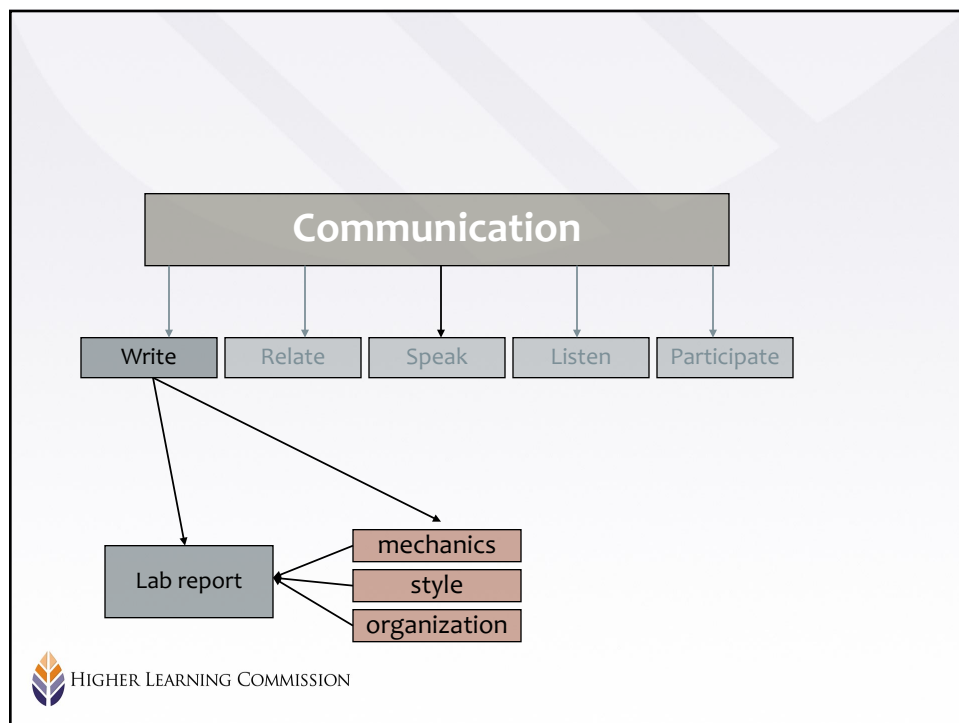 Communication
Write Relate Speak Listen Participate
mechanics
Lab report
style
organization
HIGHER LEARNING COMMISSION